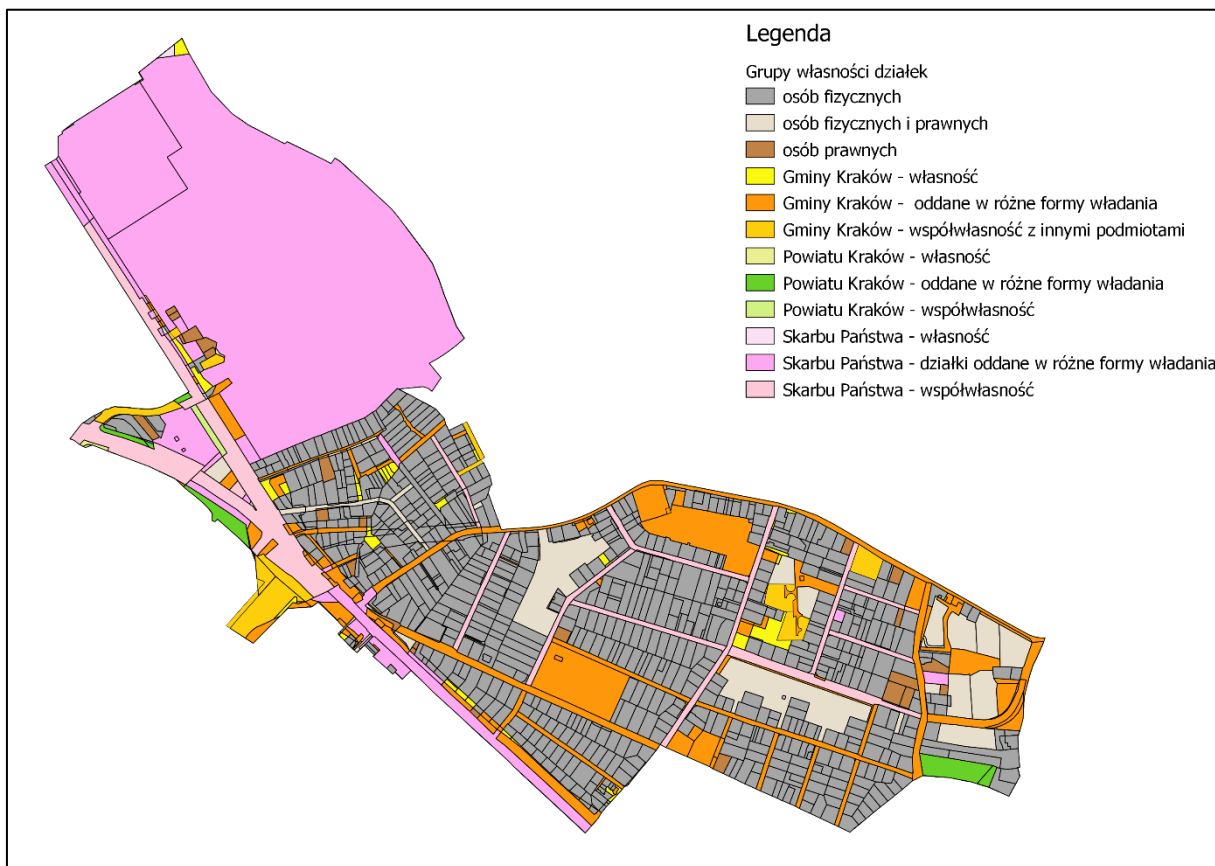 Legenda
Grupy własności działek
osób fizycznych
osób fizycznych i prawnych
osób prawnych
Gminy Kraków - własność
Gminy Kraków - oddane w różne formy władania
Gminy Kraków - współwłasność z innymi podmiotami
Powiatu Kraków - własność
Powiatu Kraków - oddane w różne formy władania
Powiatu Kraków - współwłasność
Skarbu Państwa - własność
Skarbu Państwa - działki oddane w różne formy władania
Skarbu Państwa - współwłasność